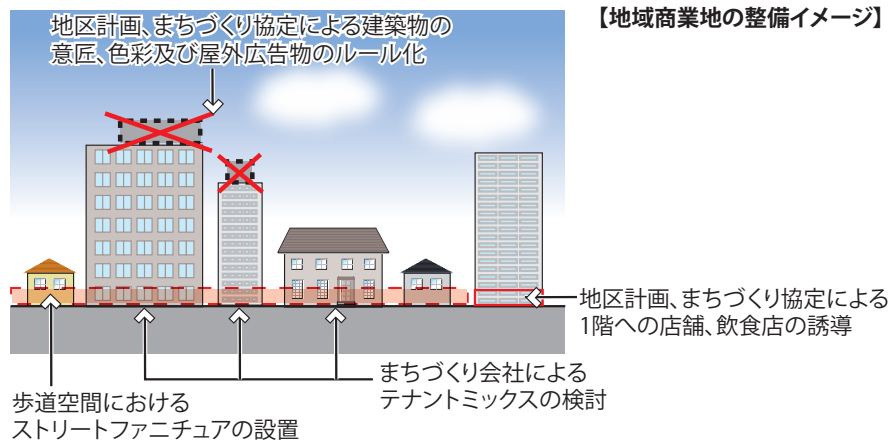 【地域商業地の整備イメージ】
地区計画、まちづくり協定による建築物の
意匠、色彩及び屋外広告物のルール化
地区計画、まちづくり協定による
1階への店舗、飲食店の誘導
まちづくり会社による
テナントミックスの検討
歩道空間における
ストリートファニチュアの設置